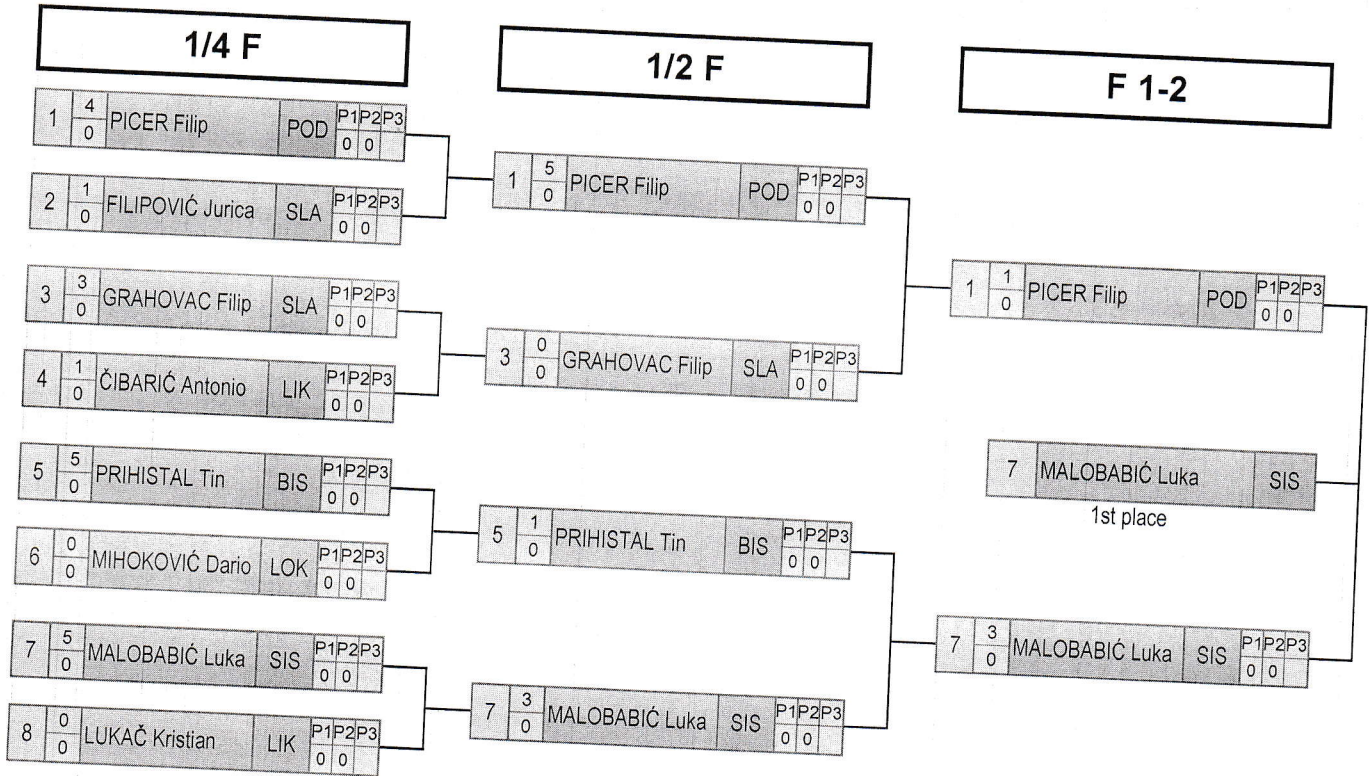 1/4 F
1 4 0 PICER Filip POD P1 P2 P3 0 0
2 1 0 FILIPOVIĆ Jurica SLA P1 P2 P3 0 0
3 3 0 GRAHOVAC Filip SLA P1 P2 P3 0 0
4 1 0 ČIBARIĆ Antonio LIK P1 P2 P3 0 0
5 5 0 PRIHISTAL Tin BIS P1 P2 P3 0 0
6 0 0 MIHOKOVIĆ Dario LOK P1 P2 P3 0 0
7 5 0 MALOBABIĆ Luka SIS P1 P2 P3 0 0
8 0 0 LUKAČ Kristian LIK P1 P2 P3 0 0
1/2 F
1 5 0 PICER Filip POD P1 P2 P3 0 0
3 0 0 GRAHOVAC Filip SLA P1 P2 P3 0 0
5 1 0 PRIHISTAL Tin BIS P1 P2 P3 0 0
7 3 0 MALOBABIĆ Luka SIS P1 P2 P3 0 0
F 1-2
1 1 0 PICER Filip POD P1 P2 P3 0 0
7 MALOBABIĆ Luka SIS
1st place
7 3 0 MALOBABIĆ Luka SIS P1 P2 P3 0 0